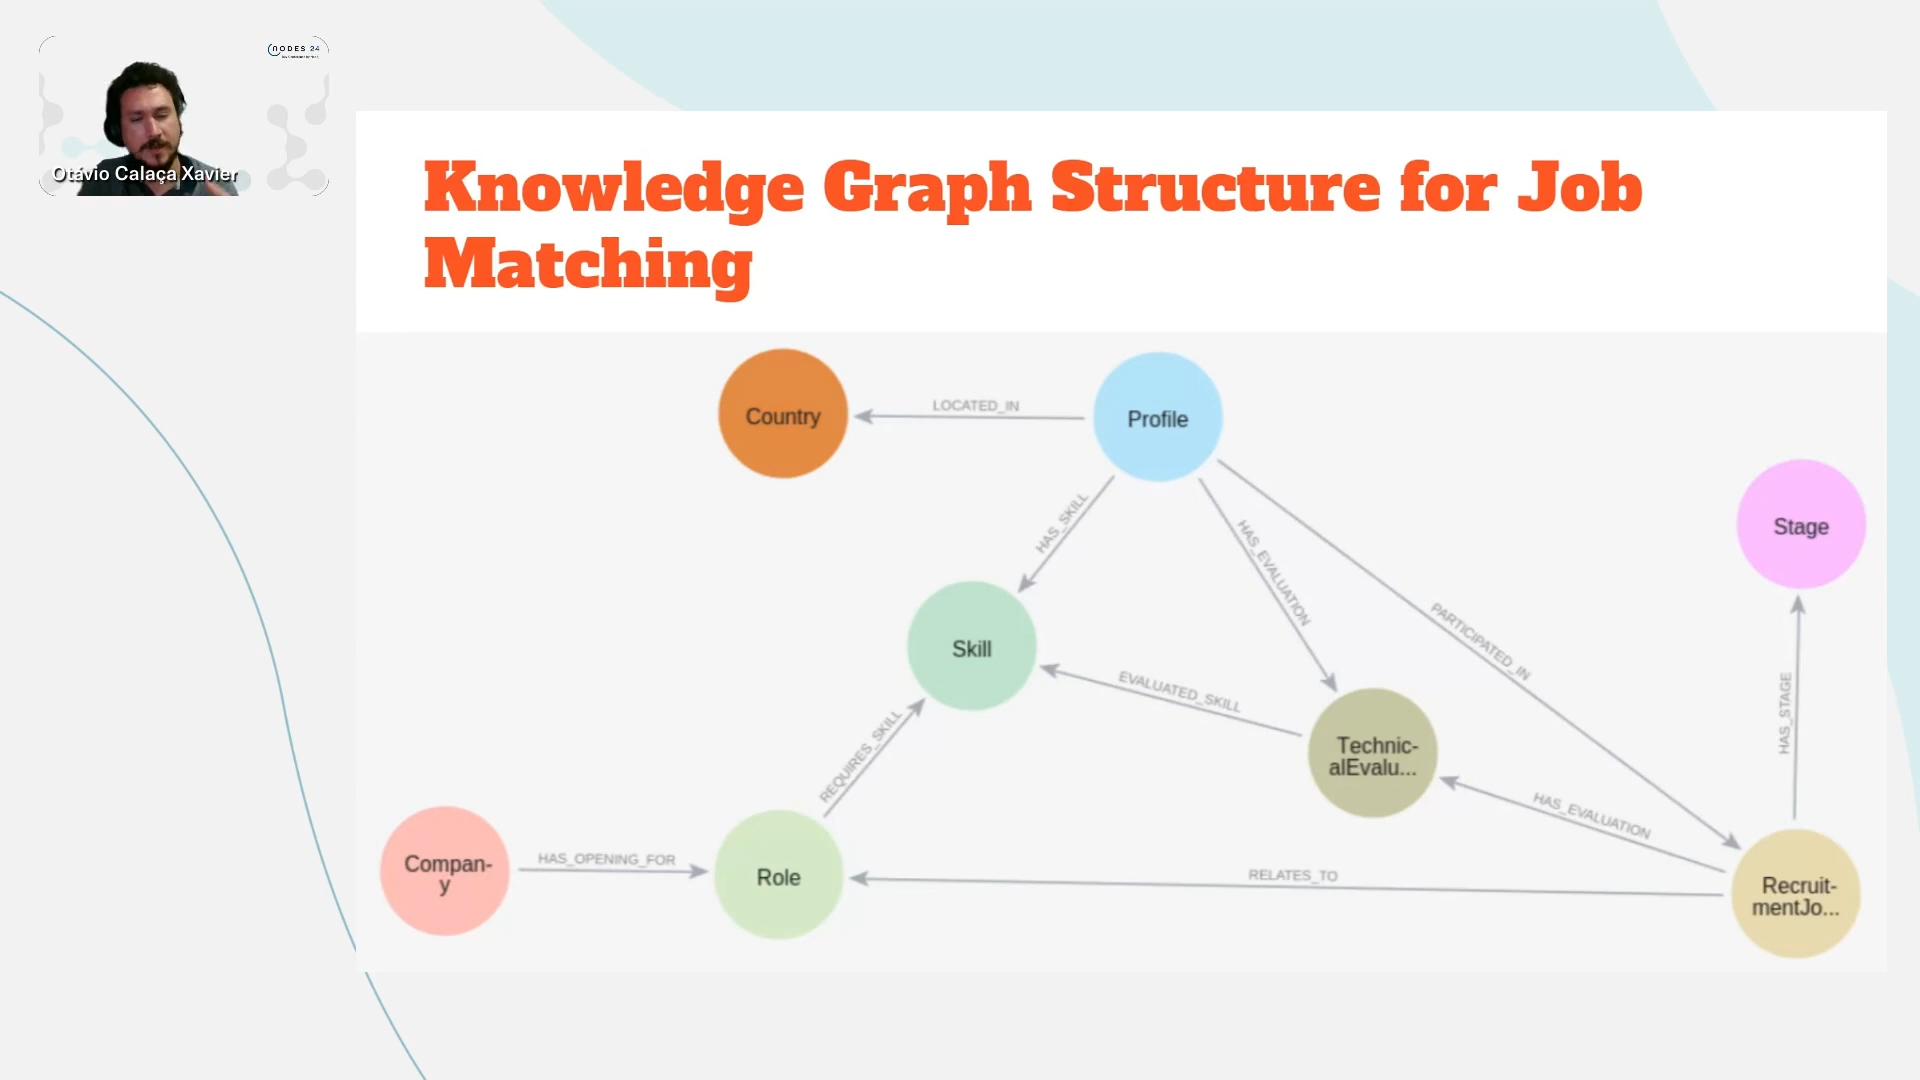 NODES 24
Otávio Calaça Xavier
Knowledge Graph Structure for Job
Matching
Country
LOCATED_IN
Profile
Stage
HAS_SKILL
HAS_EVALUATION
PARTICIPATED_IN
Skill
EVALUATED_SKILL
HAS_STAGE
Technic-
alEvalu...
REQUIRES_SKILL
HAS_EVALUATION
Compan-
y
HAS_OPENING_FOR
Role
RELATES_TO
Recruit-
mentJo...